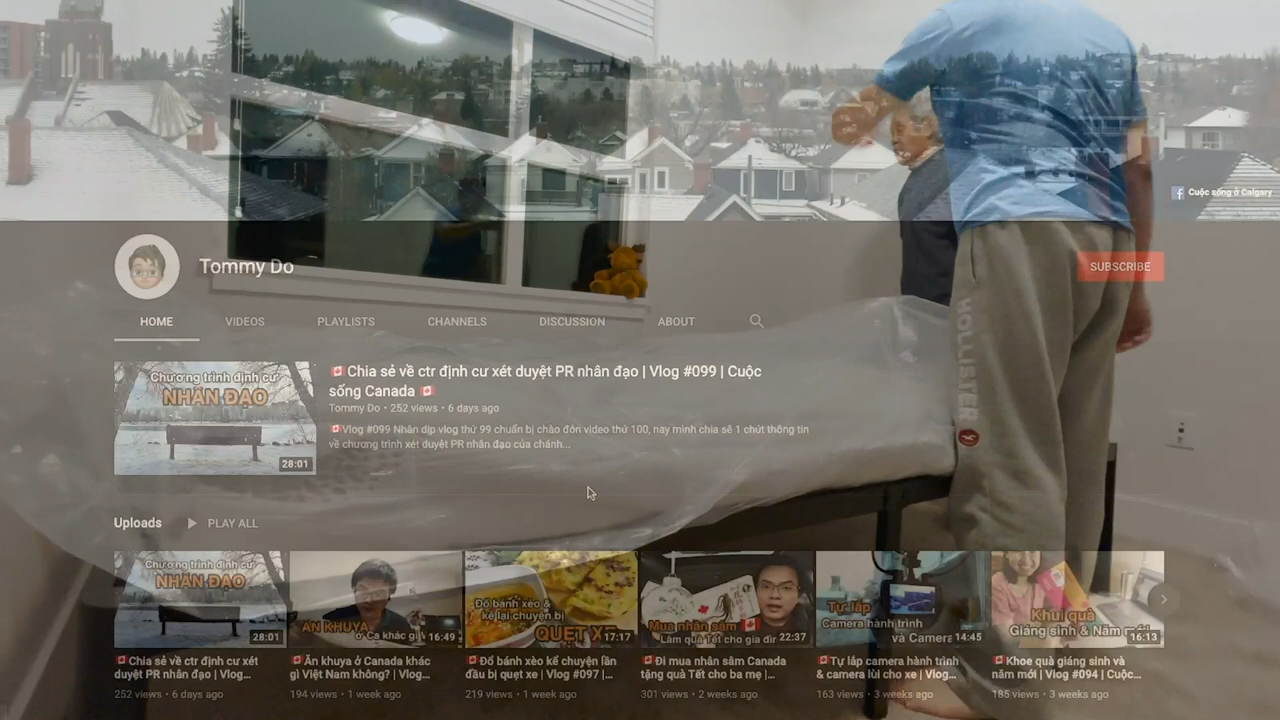 Cuộc sống ở Calgary
Tommy Do
SUBSCRIBE
HOME VIDEOS PLAYLISTS CHANNELS DISCUSSION ABOUT
HOLLISTER
Chương trình định cư
NHÂN ĐẠO
28:01
🇨🇦Chia sẻ về ctr định cư xét duyệt PR nhân đạo | Vlog #099 | Cuộc
sống Canada 🇨🇦
Tommy Do • 252 views • 6 days ago
🇨🇦Vlog #099 Nhân dịp vlog thứ 99 chuẩn bị chào đón video thứ 100, nay mình chia sẽ 1 chút thông tin
về chương trình xét duyệt PR nhân đạo của chánh...
Uploads PLAY ALL
Chương trình định cư
NHÂN ĐẠO
28:01
ĂN KHUYA
ở Ca khác gì
16:49
Đổ bánh xèo &
kể lại chuyện bị
QUẸT X
17:17
Mua nhân sâm
Làm quà Tết cho gia đìn
22:37
Tự lắp
Camera hành trình
và Camera
14:45
Khui quà
Giáng sinh & Năm
16:13
🇨🇦Chia sẻ về ctr định cư xét
duyệt PR nhân đạo | Vlog...
252 views • 6 days ago
🇨🇦Ăn khuya ở Canada khác
gì Việt Nam không? | Vlog...
194 views • 1 week ago
🇨🇦Đổ bánh xèo kể chuyện lần
đầu bị quẹt xe | Vlog #097 |...
219 views • 1 week ago
🇨🇦Đi mua nhân sâm Canada
tặng quà Tết cho ba mẹ |...
301 views • 2 weeks ago
🇨🇦Tự lắp camera hành trình
& camera lùi cho xe | Vlog...
163 views • 3 weeks ago
🇨🇦Khoe quà giáng sinh và
năm mới | Vlog #094 | Cuộc...
185 views • 3 weeks ago